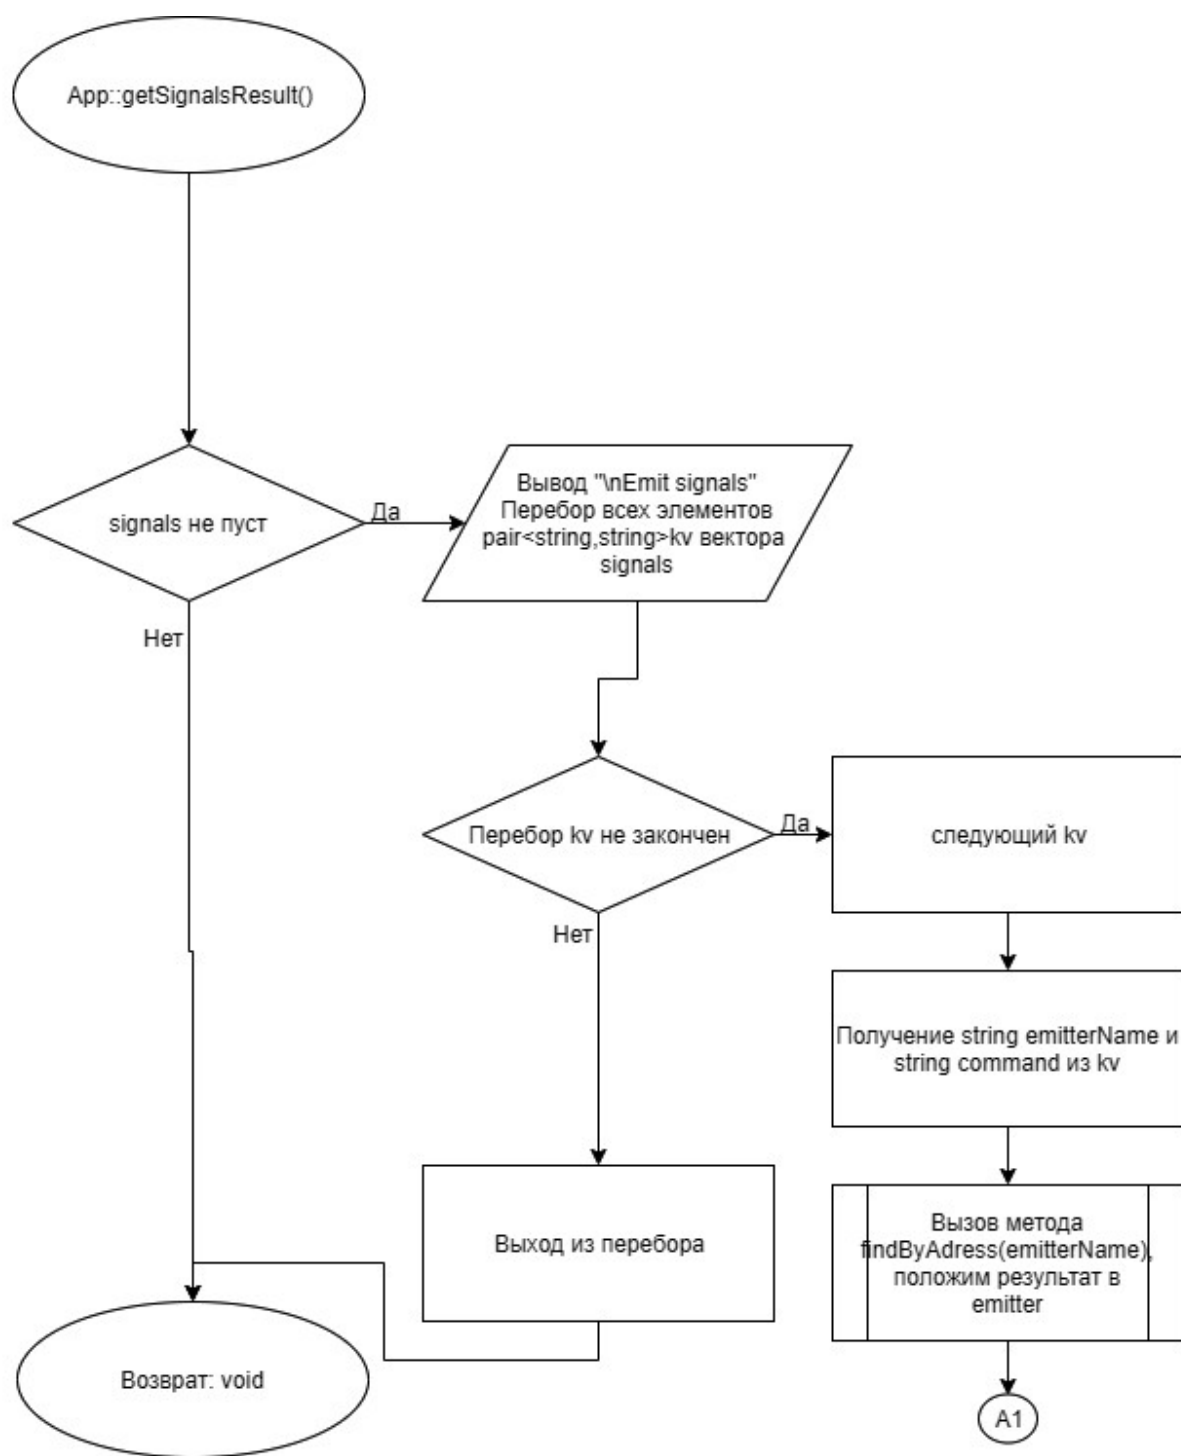 App::getSignalsResult()
signals не пуст
Да
Вывод "\nEmit signals"
Перебор всех элементов
pair<string,string>kv вектора
signals
Нет
Перебор kv не закончен
Да
следующий kv
Нет
Получение string emitterName и
string command из kv
Выход из перебора
Вызов метода
findByAdress(emitterName),
положим результат в
emitter
Возврат: void
A1